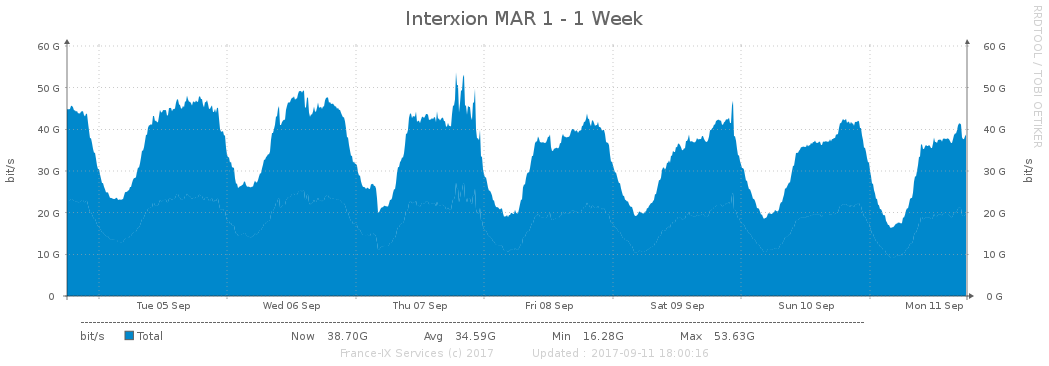 Interxion MAR 1 - 1 Week
RRDTOOL / TOBI OETIKER
60 G 60 G
50 G 50 G
40 G 40 G
30 G 30 G
20 G 20 G
10 G 10 G
0 0 G
bit/s
bit/s
Tue 05 Sep Wed 06 Sep Thu 07 Sep Fri 08 Sep Sat 09 Sep Sun 10 Sep Mon 11 Sep
bit/s Total Now 38.70G Avg 34.59G Min 16.28G Max 53.63G
France-IX Services (c) 2017 Updated : 2017-09-11 18:00:16